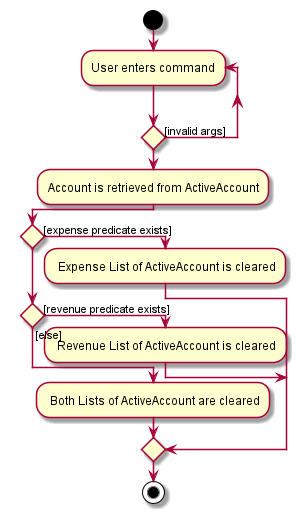 User enters command
[invalid args]
Account is retrieved from ActiveAccount
[expense predicate exists]
Expense List of ActiveAccount is cleared
[revenue predicate exists]
[else]
Revenue List of ActiveAccount is cleared
Both Lists of ActiveAccount are cleared